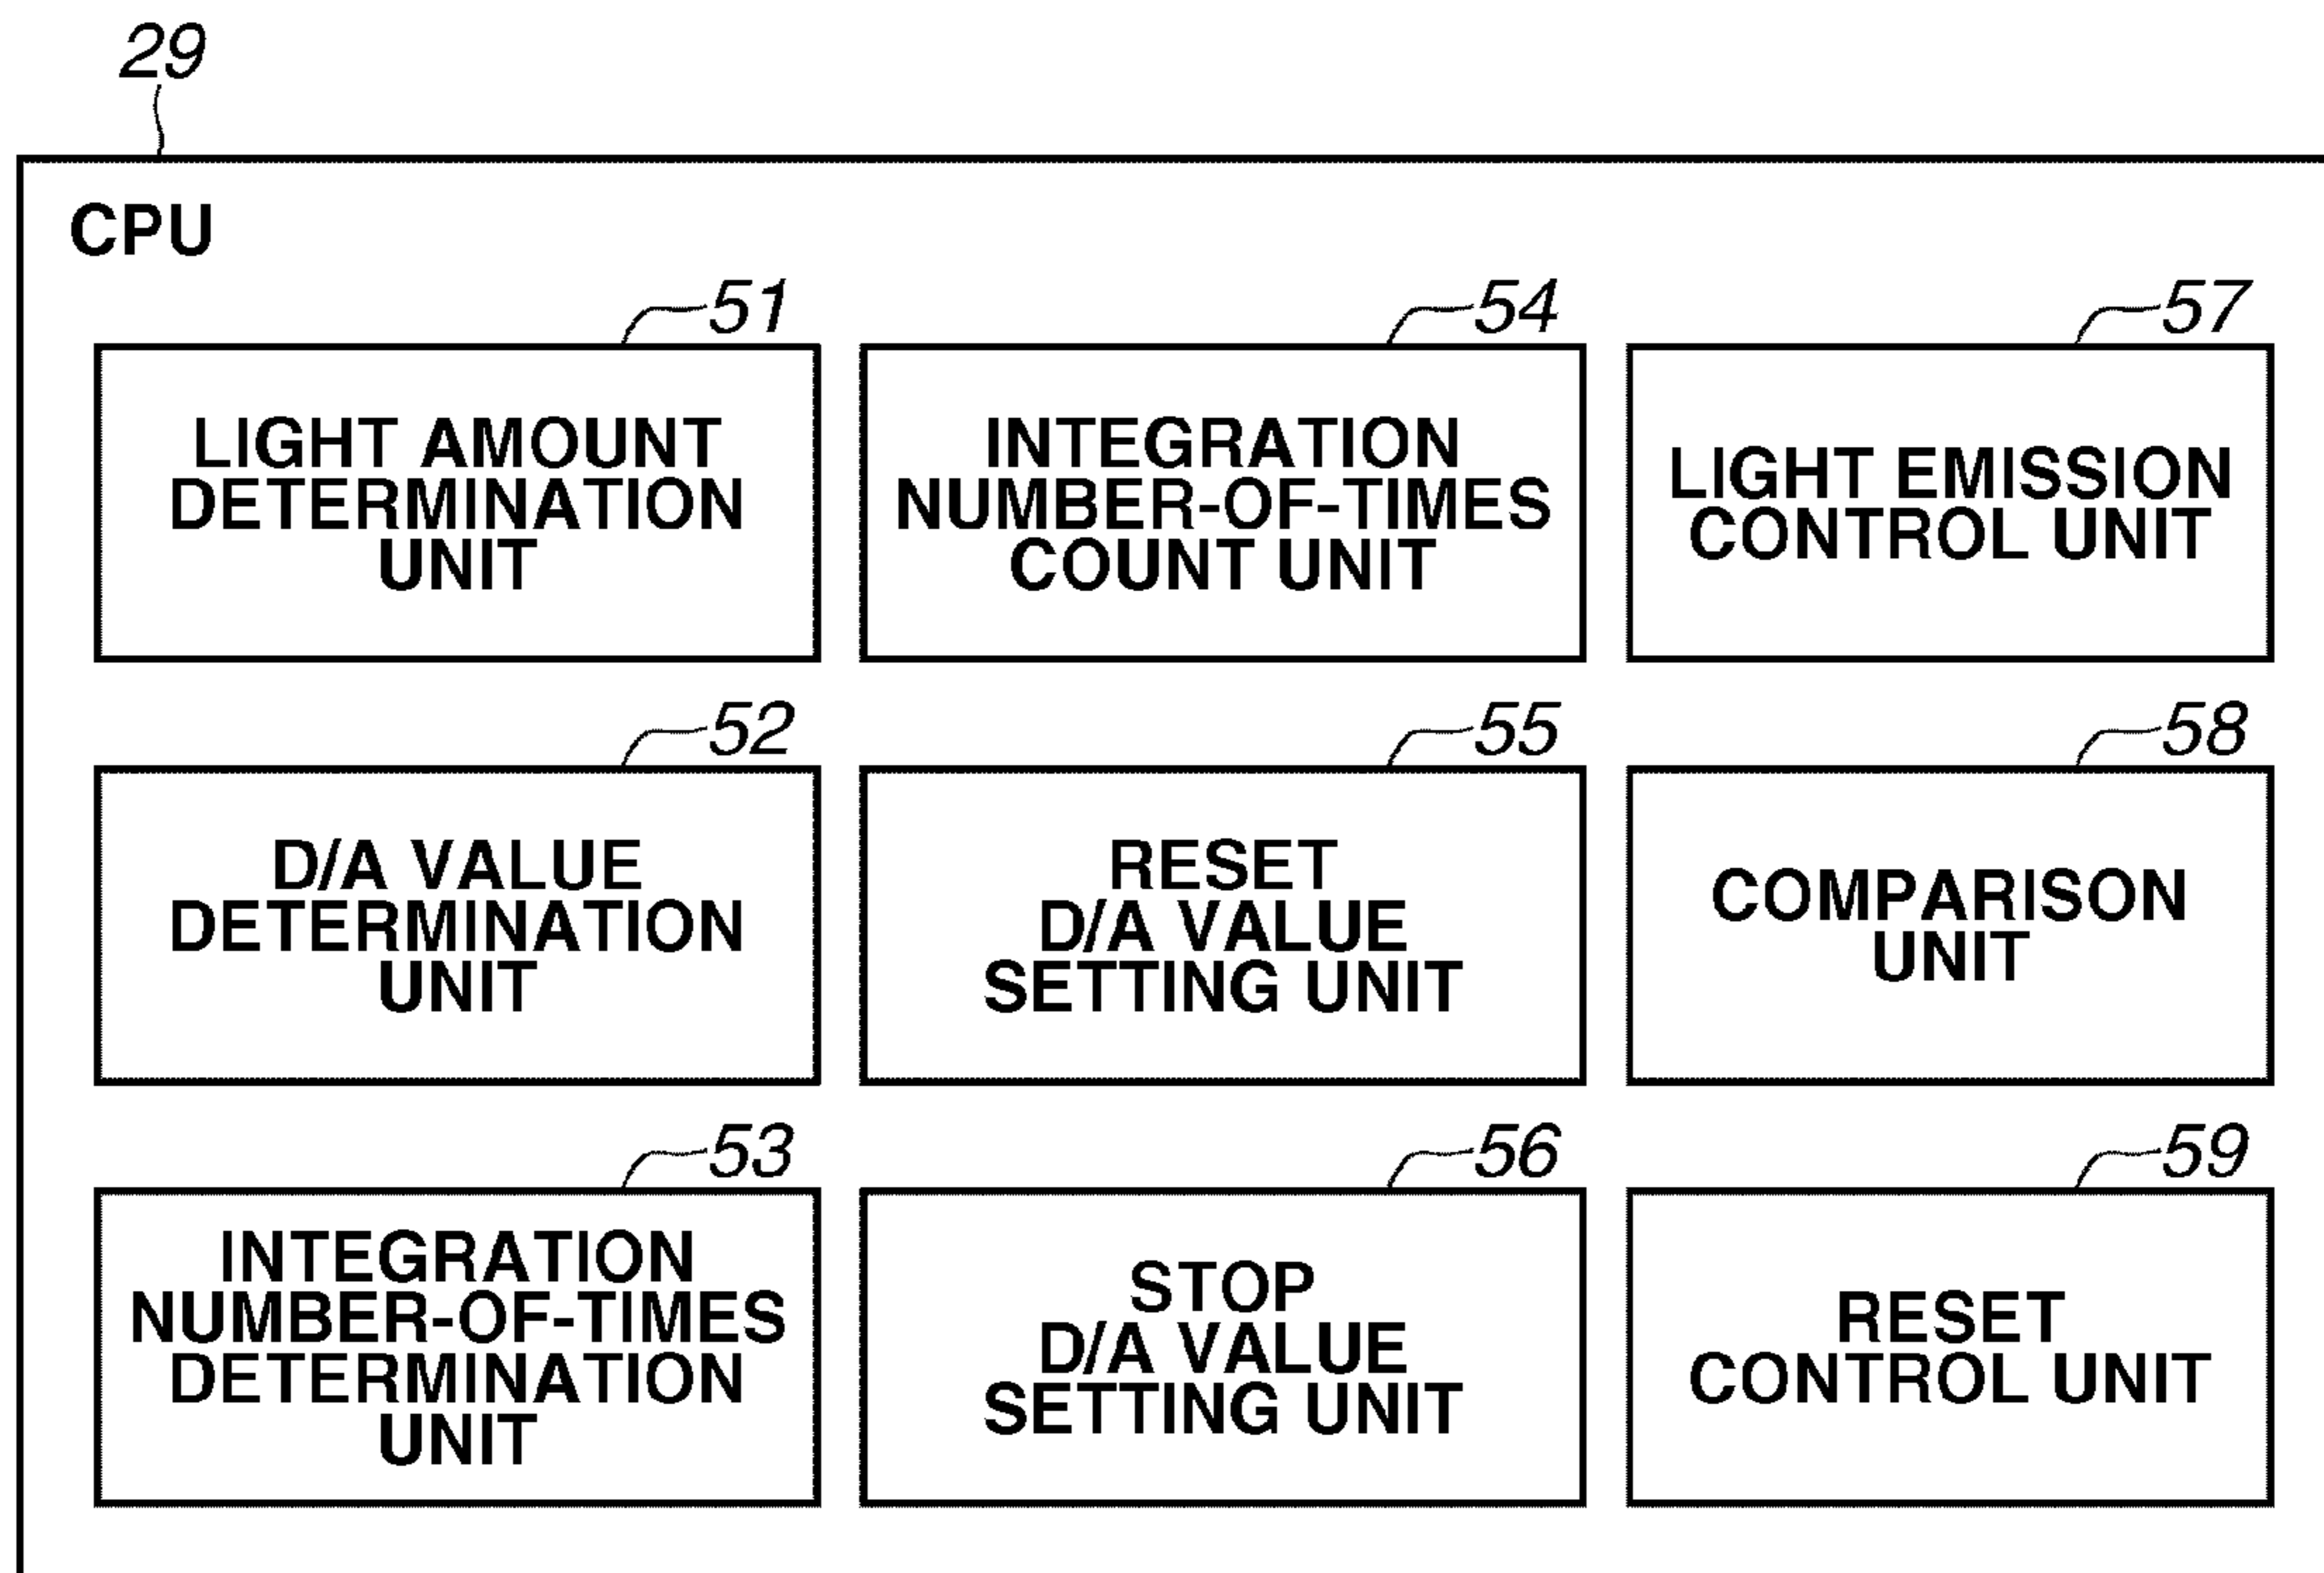 29
CPU
51
LIGHT AMOUNT
DETERMINATION
UNIT
54
INTEGRATION
NUMBER-OF-TIMES
COUNT UNIT
57
LIGHT EMISSION
CONTROL UNIT
52
D/A VALUE
DETERMINATION
UNIT
55
RESET
D/A VALUE
SETTING UNIT
58
COMPARISON
UNIT
53
INTEGRATION
NUMBER-OF-TIMES
DETERMINATION
UNIT
56
STOP
D/A VALUE
SETTING UNIT
59
RESET
CONTROL UNIT